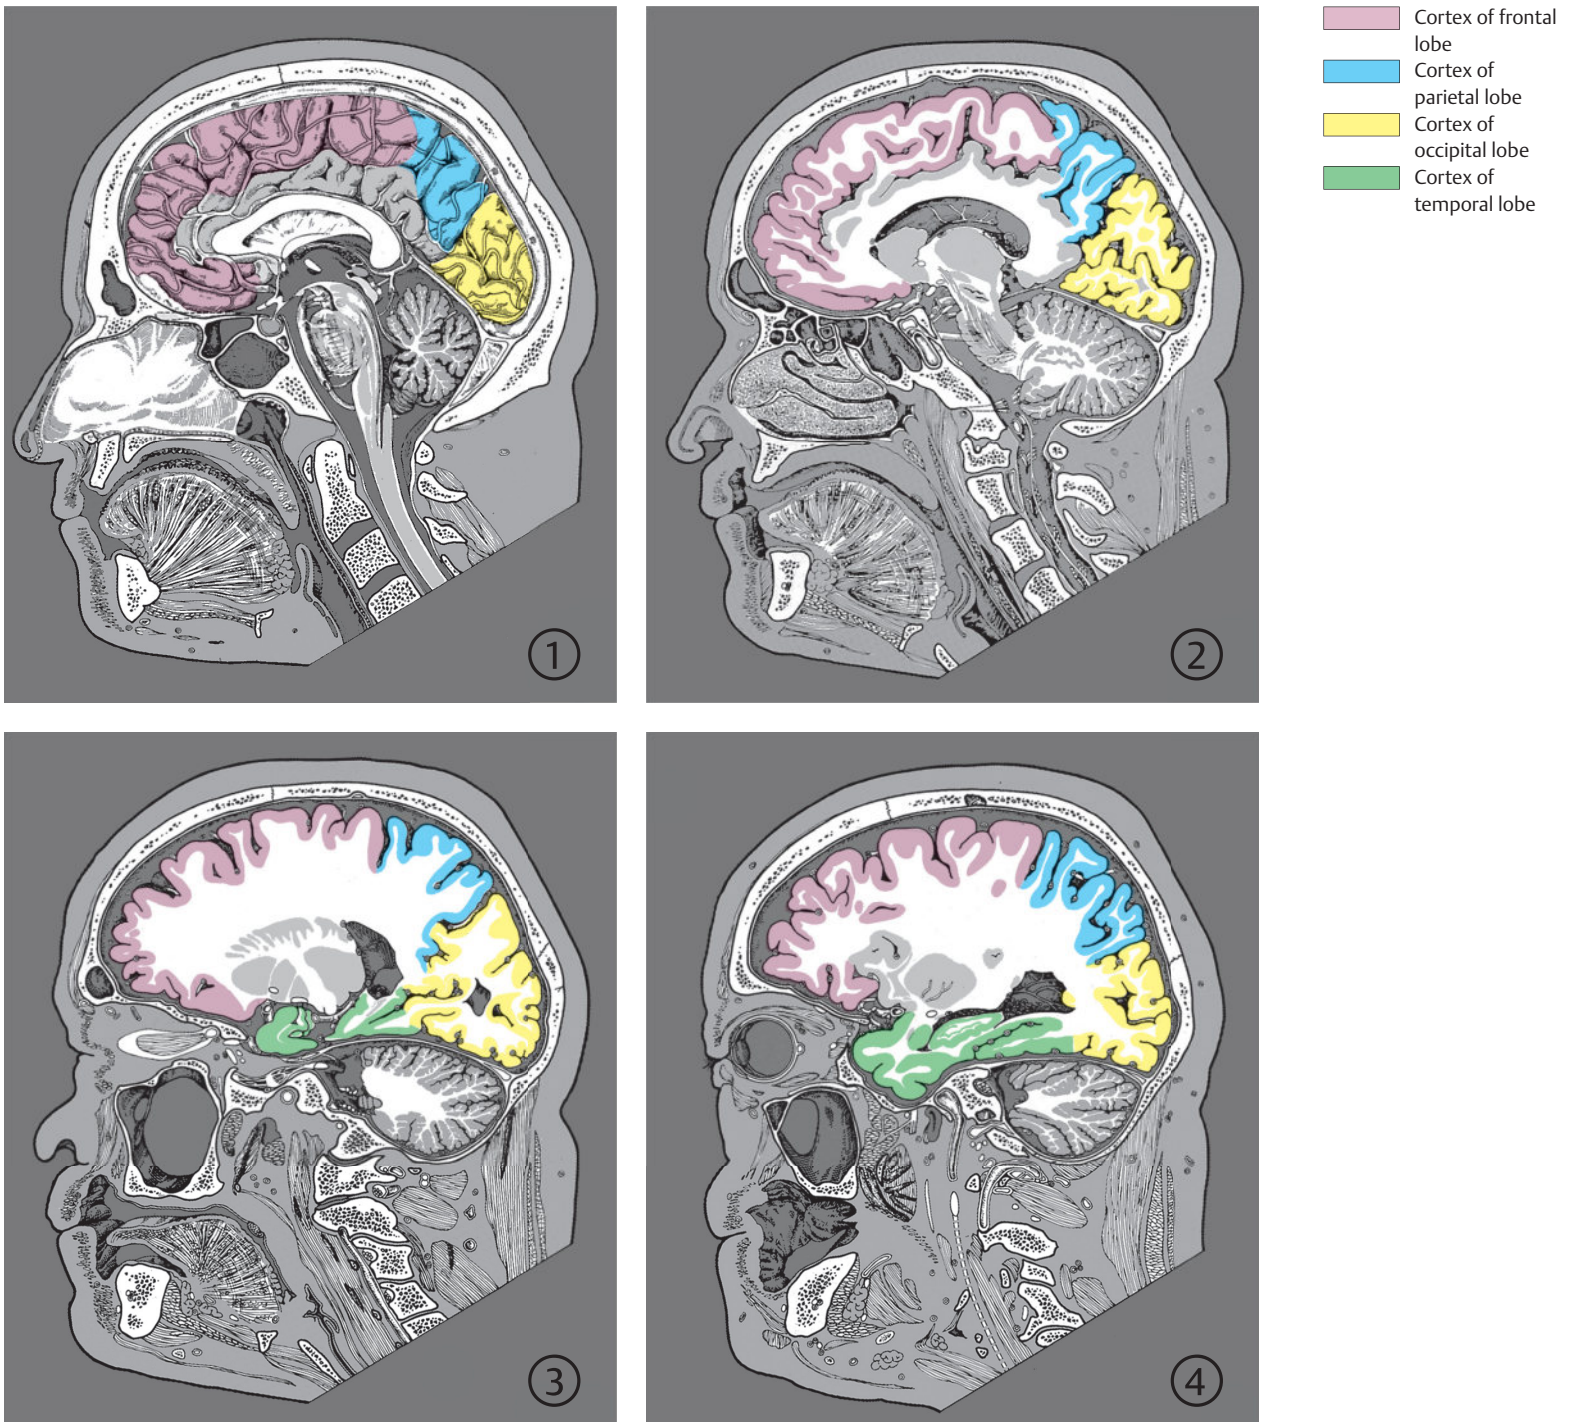 Cortex of frontal
lobe
Cortex of
parietal lobe
Cortex of
occipital lobe
Cortex of
temporal lobe
1
2
3
4